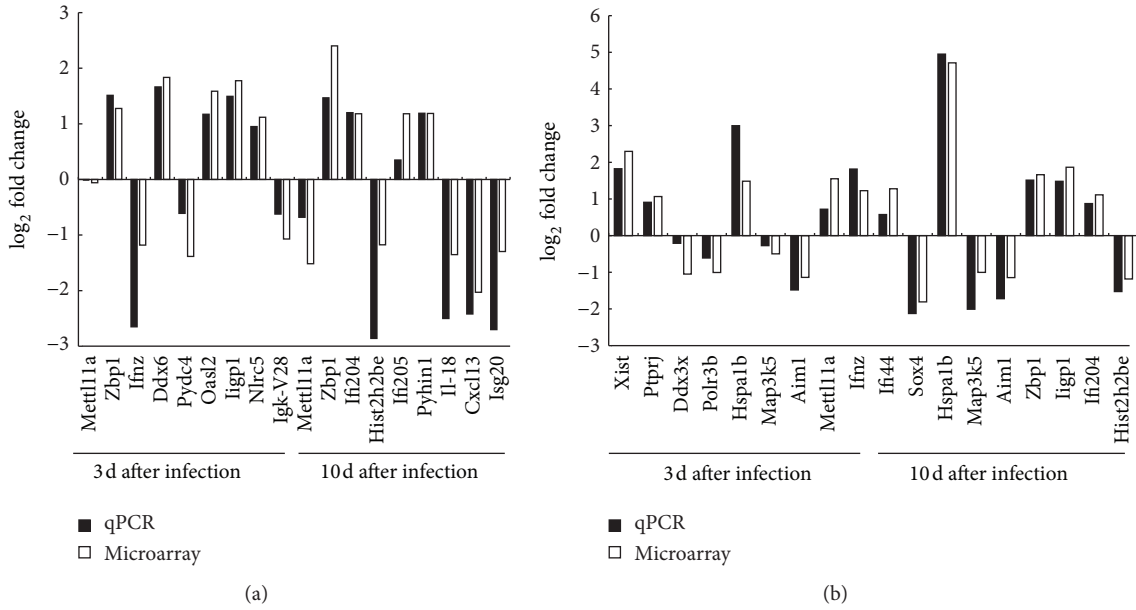 3
2
1
0
−1
−2
−3
log2 fold change
Mettl11a
Zbp1
Ifnz
Ddx6
Pydc4
Oasl2
Iigp1
Nlrc5
Igk-V28
Mettl11a
Zbp1
Ifi204
Hist2h2be
Ifi205
Pyhin1
Il-18
Cxcl13
Isg20
3 d after infection
10 d after infection
qPCR
Microarray
(a)
6
5
4
3
2
1
0
−1
−2
−3
log2 fold change
Xist
Ptprj
Ddx3x
Polr3b
Hspa1b
Map3k5
Aim1
Mettl11a
Ifnz
Ifi44
Sox4
Hspa1b
Map3k5
Aim1
Zbp1
Iigp1
Ifi204
Hist2h2be
3 d after infection
10 d after infection
qPCR
Microarray
(b)